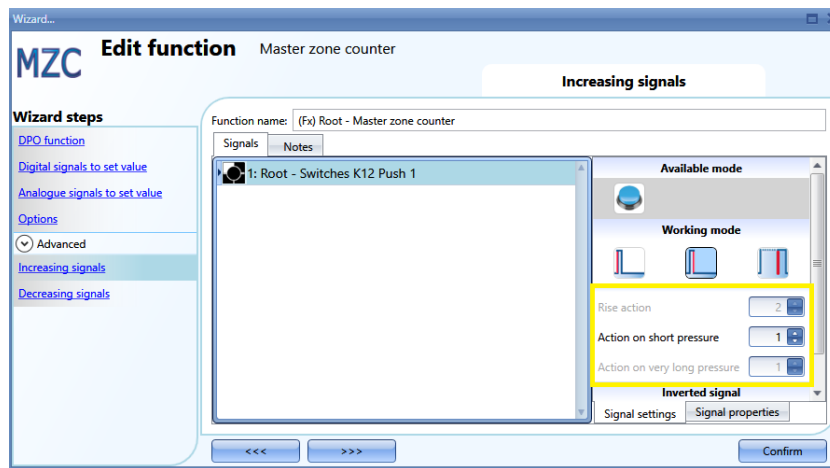 Wizard...
MZC
Edit function
Master zone counter
Increasing signals
Wizard steps
DPO function
Digital signals to set value
Analogue signals to set value
Options
Advanced
Increasing signals
Decreasing signals
Function name: (Fx) Root - Master zone counter
Signals Notes
1: Root - Switches K12 Push 1
Available mode
Working mode
Rise action 2
Action on short pressure 1
Action on very long pressure 1
Inverted signal
Signal settings Signal properties
<<< >>> Confirm